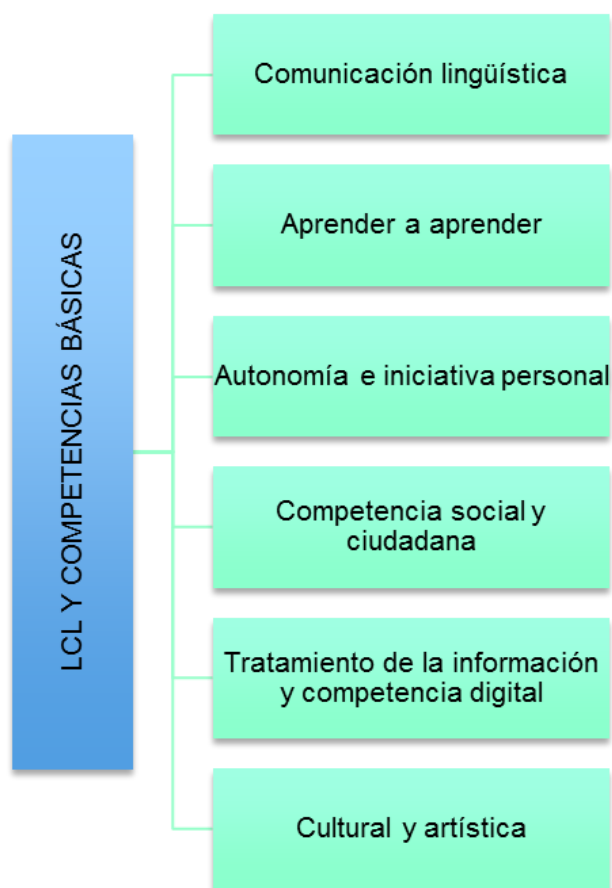 LCL Y COMPETENCIAS BÁSICAS
Comunicación lingüística
Aprender a aprender
Autonomía e iniciativa personal
Competencia social y
ciudadana
Tratamiento de la información
y competencia digital
Cultural y artística